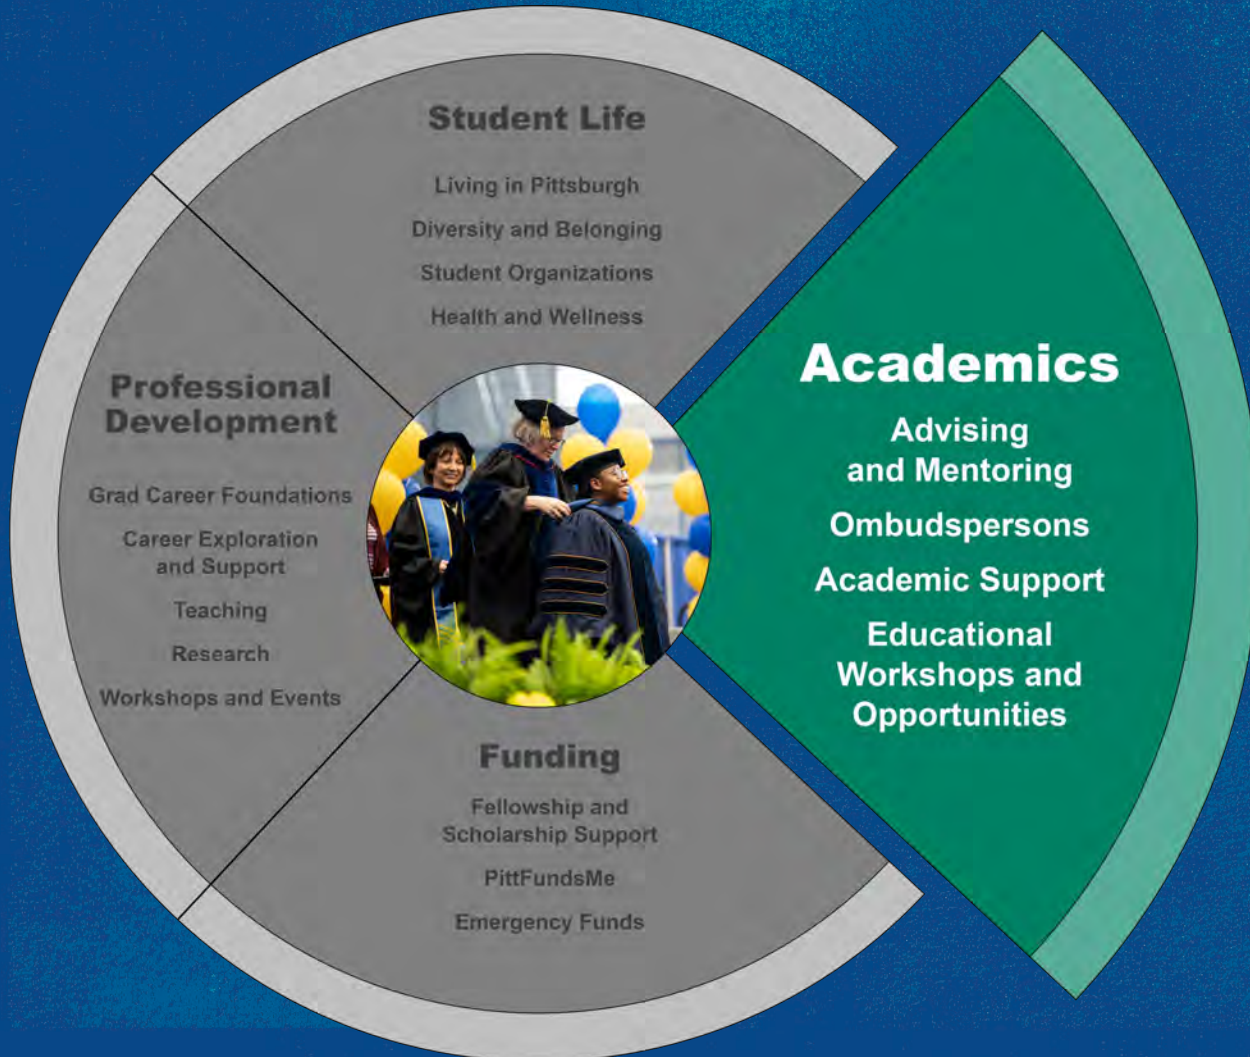 Student Life
Living in Pittsburgh
Diversity and Belonging
Student Organizations
Health and Wellness
Professional
Development
Grad Career Foundations
Career Exploration
and Support
Teaching
Research
Workshops and Events
Academics
Advising
and Mentoring
Ombudspersons
Academic Support
Educational
Workshops and
Opportunities
Funding
Fellowship and
Scholarship Support
PittFundsMe
Emergency Funds